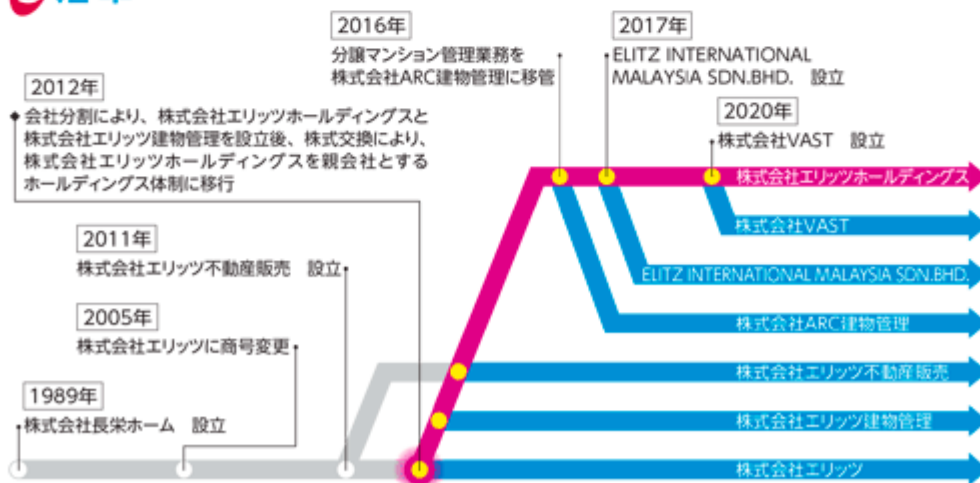 沿革
2016年
分譲マンション管理業務を
株式会社ARC建物管理に移管
2017年
ELITZ INTERNATIONAL
MALAYSIA SDN.BHD. 設立
2012年
会社分割により、株式会社エリッツホールディングスと
株式会社エリッツ建物管理を設立後、株式交換により、
株式会社エリッツホールディングスを親会社とする
ホールディングス体制に移行
2020年
株式会社VAST 設立
株式会社エリッツホールディングス
株式会社VAST
2011年
株式会社エリッツ不動産販売 設立
ELITZ INTERNATIONAL MALAYSIA SDN.BHD.
2005年
株式会社エリッツに商号変更
株式会社ARC建物管理
株式会社エリッツ不動産販売
1989年
株式会社長栄ホーム 設立
株式会社エリッツ建物管理
株式会社エリッツ